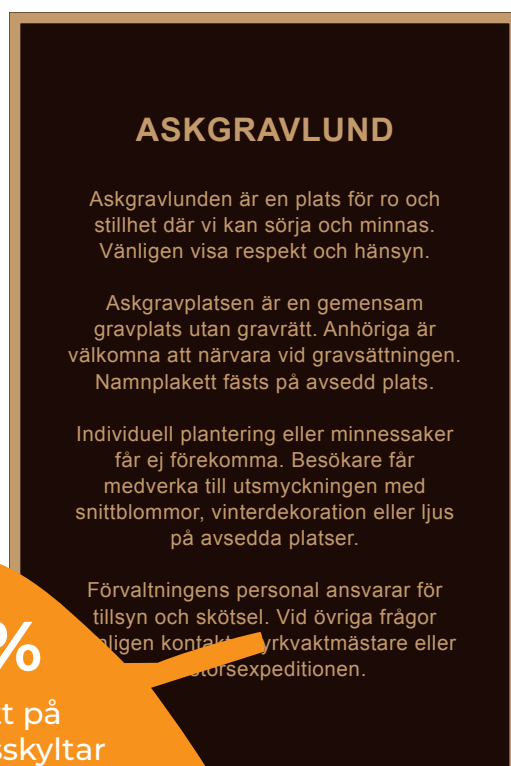 ASKGRAVLUND
Askgravlunden är en plats för ro och
stillhet där vi kan sörja och minnas.
Vänligen visa respekt och hänsyn.
Askgravplatsen är en gemensam
gravplats utan gravrätt. Anhöriga är
välkomna att närvara vid gravsättningen.
Namnplakett fästs på avsedd plats.
Individuell plantering eller minnessaker
får ej förekomma. Besökare får
medverka till utsmyckningen med
snittblommor, vinterdekoration eller ljus
på avsedda platser.
Förvaltningens personal ansvarar för
tillsyn och skötsel. Vid övriga frågor
eller
%
på